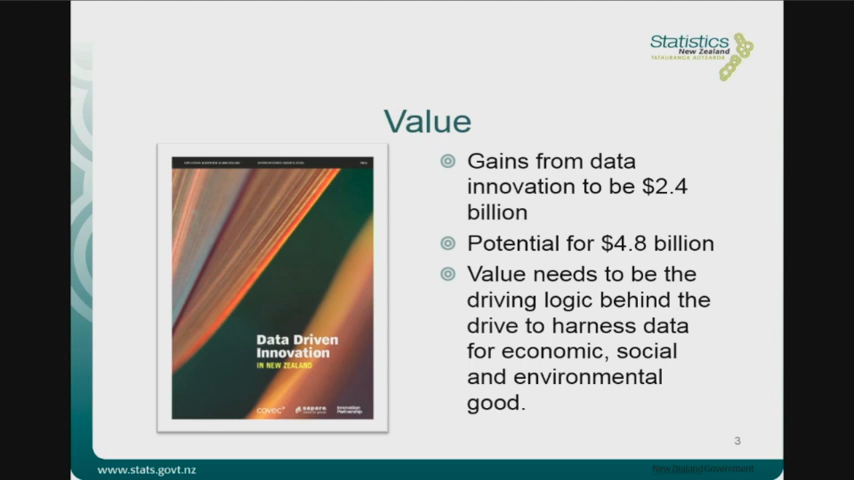 Statistics
New Zealand
TATAURANGA AOTEAROA
Value
Gains from data
innovation to be $2.4
billion
Potential for $4.8 billion
Value needs to be the
driving logic behind the
drive to harness data
for economic, social
and environmental
good.
Data Driven
Innovation
IN NEW ZEALAND
covec
sapere
Innovation
Partnership
3
www.stats.govt.nz
New Zealand Government